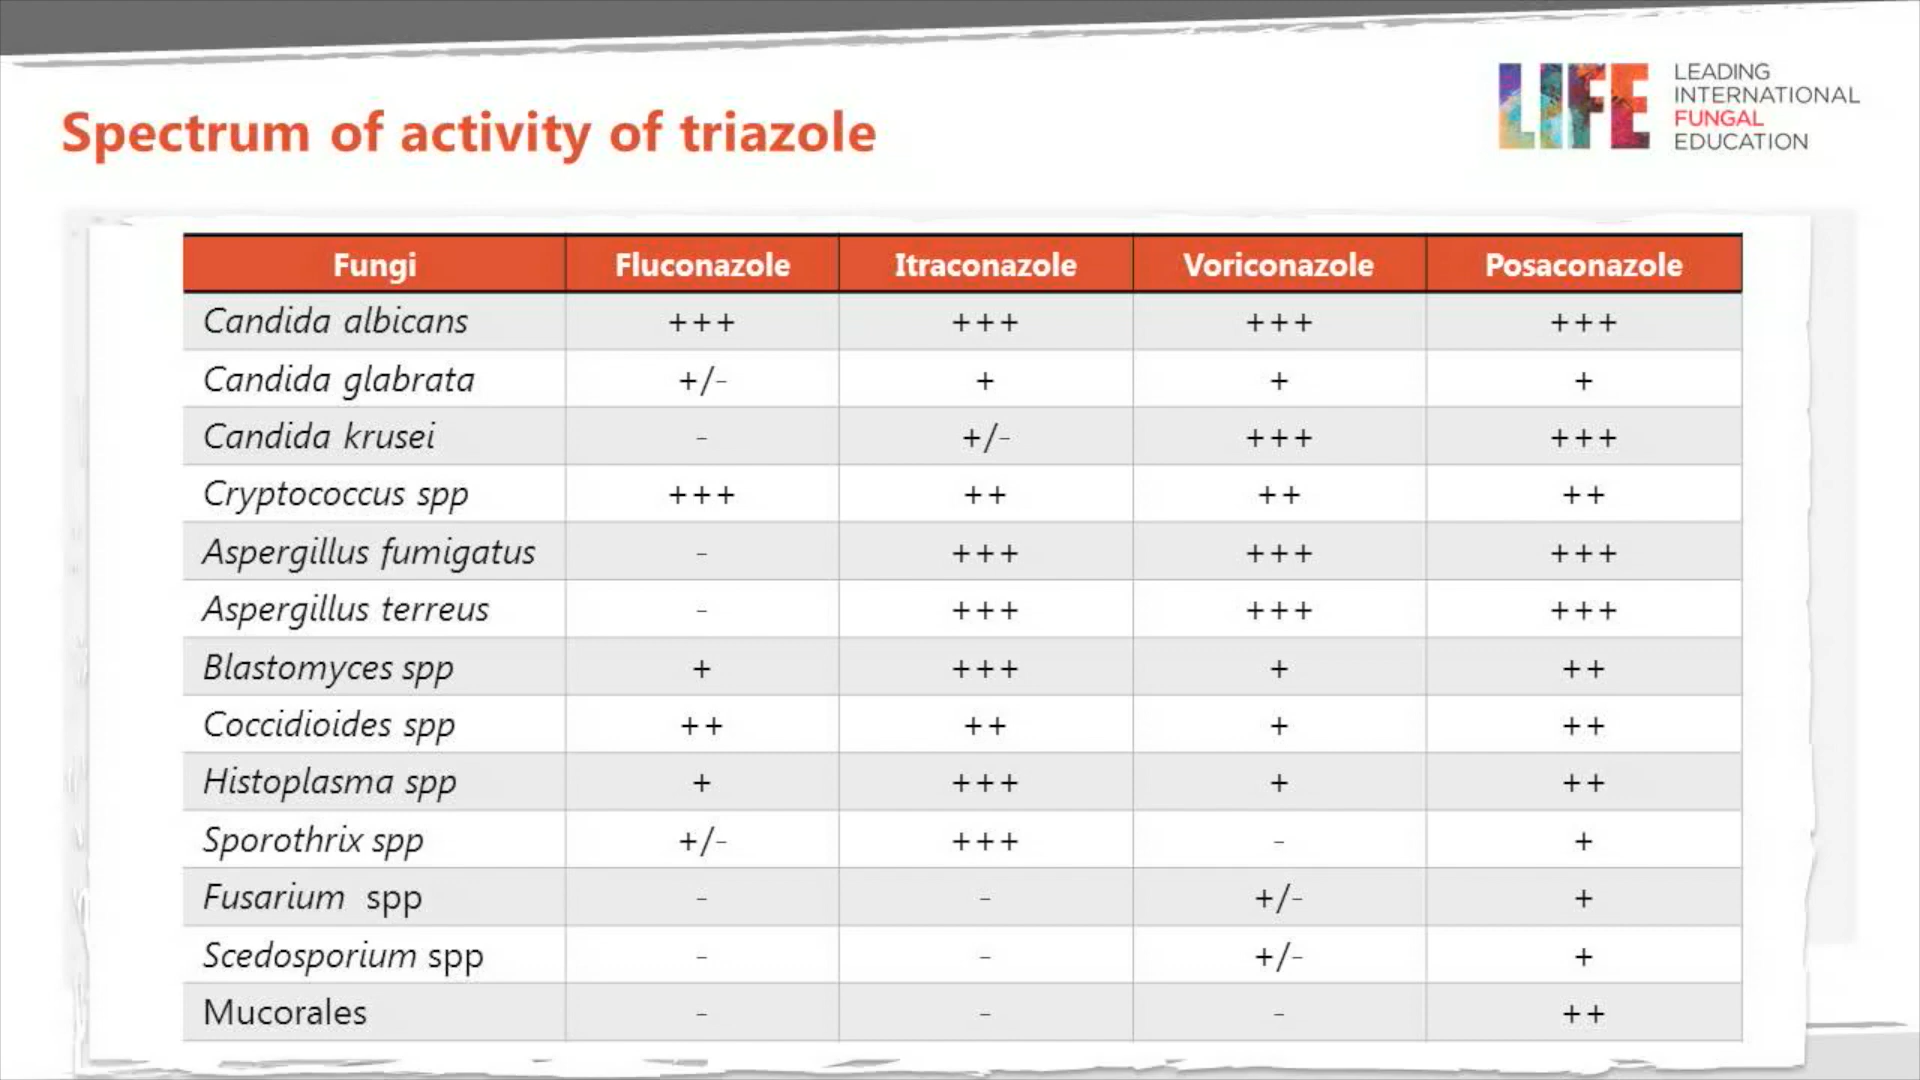 LIFE LEADING
INTERNATIONAL
FUNGAL
EDUCATION
Spectrum of activity of triazole
Fungi Fluconazole Itraconazole Voriconazole Posaconazole
Candida albicans +++ +++ +++ +++
Candida glabrata +/- + + +
Candida krusei - +/- +++ +++
Cryptococcus spp +++ ++ ++ ++
Aspergillus fumigatus - +++ +++ +++
Aspergillus terreus - +++ +++ +++
Blastomyces spp + +++ + ++
Coccidioides spp ++ ++ + ++
Histoplasma spp + +++ + ++
Sporothrix spp +/- +++ - +
Fusarium spp - - +/- +
Scedosporium spp - - +/- +
Mucorales - - - ++